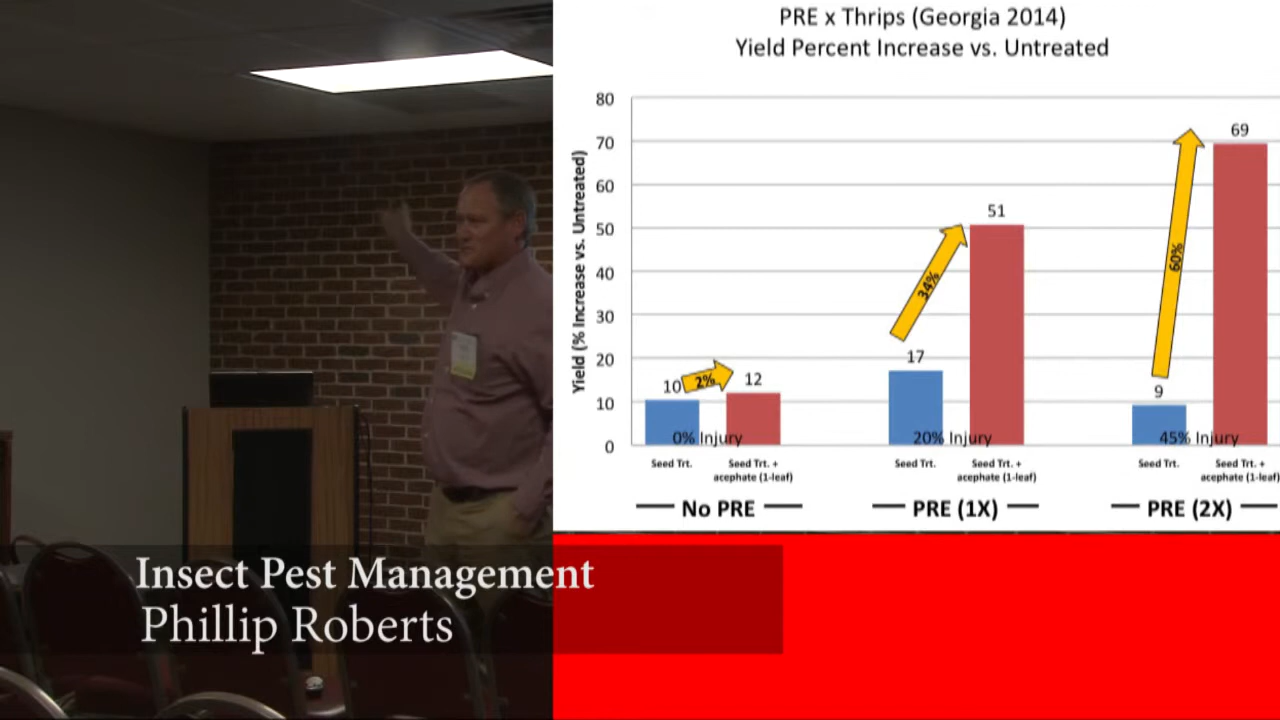 PRE x Thrips (Georgia 2014)
Yield Percent Increase vs. Untreated
Yield (% Increase vs. Untreated)
80
70
60
50
40
30
20
10
0
10
2%
12
17
34%
51
9
60%
69
0% Injury
20% Injury
45% Injury
Seed Trt.
Seed Trt. +
acephate (1-leaf)
Seed Trt.
Seed Trt. +
acephate (1-leaf)
Seed Trt.
Seed Trt. +
acephate (1-leaf)
No PRE
PRE (1X)
PRE (2X)
Insect Pest Management
Phillip Roberts